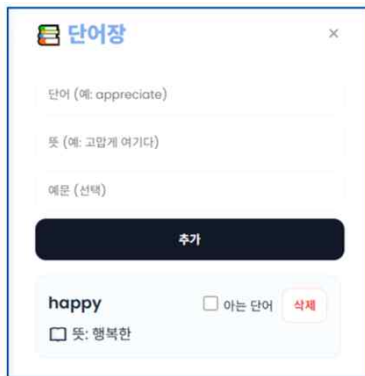 단어장
단어 (예: appreciate)
뜻 (예: 고맙게 여기다)
예문 (선택)
추가
happy
아는 단어 삭제
뜻: 행복한